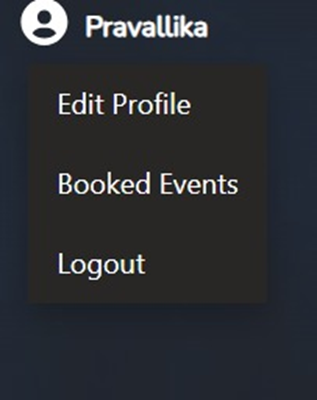 Pravallika
Edit Profile
Booked Events
Logout